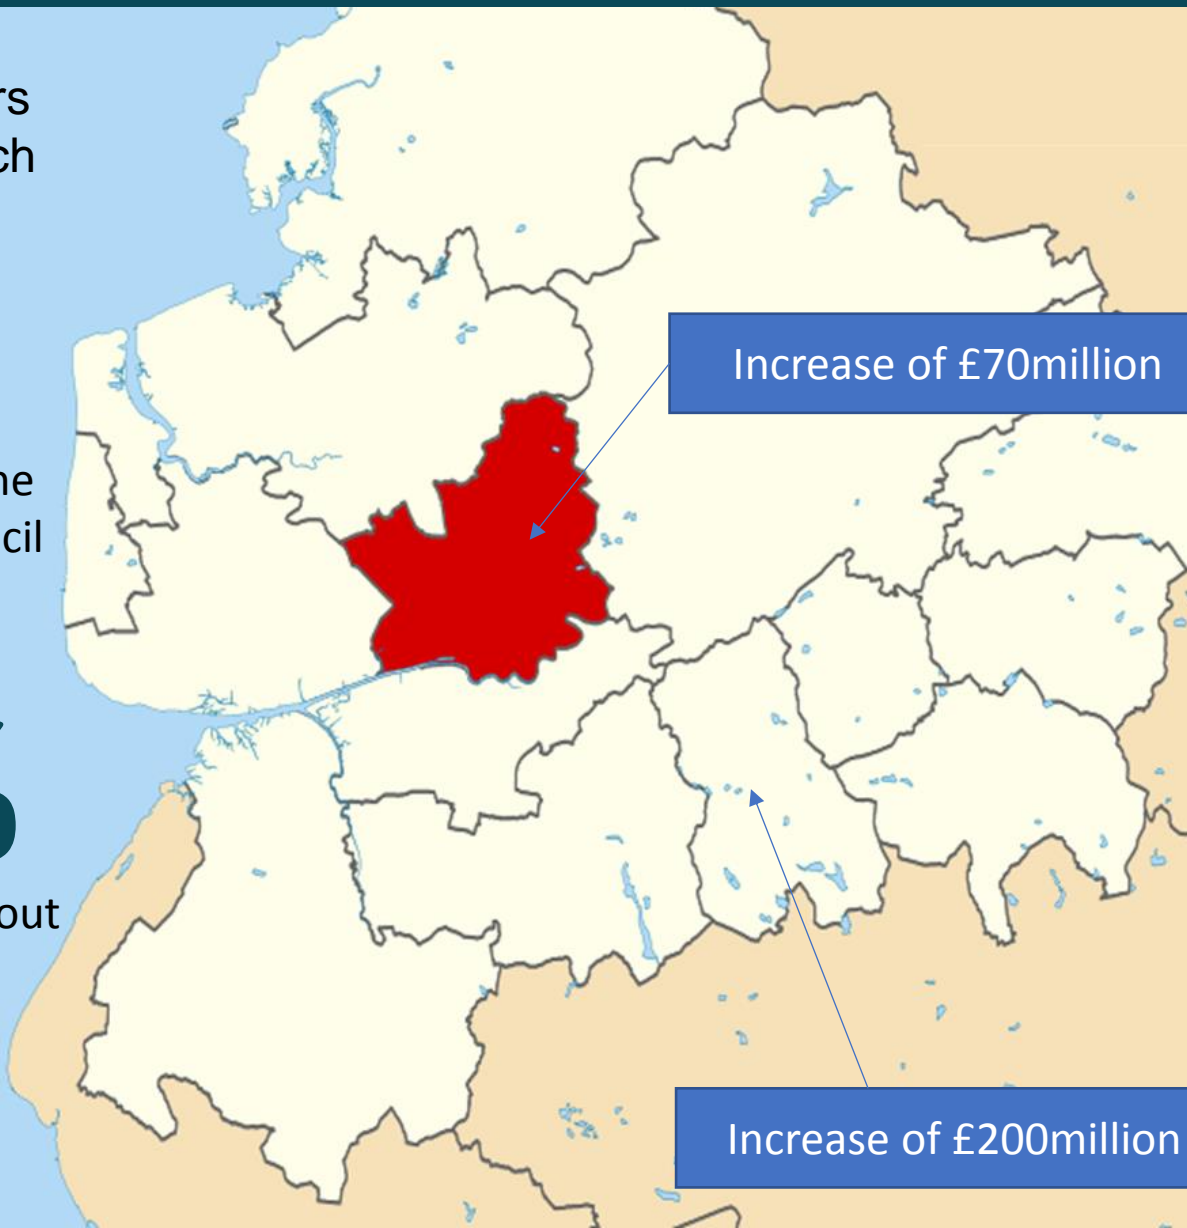 rs
ch
Increase of £70million
ne
cil
out
Increase of £200million